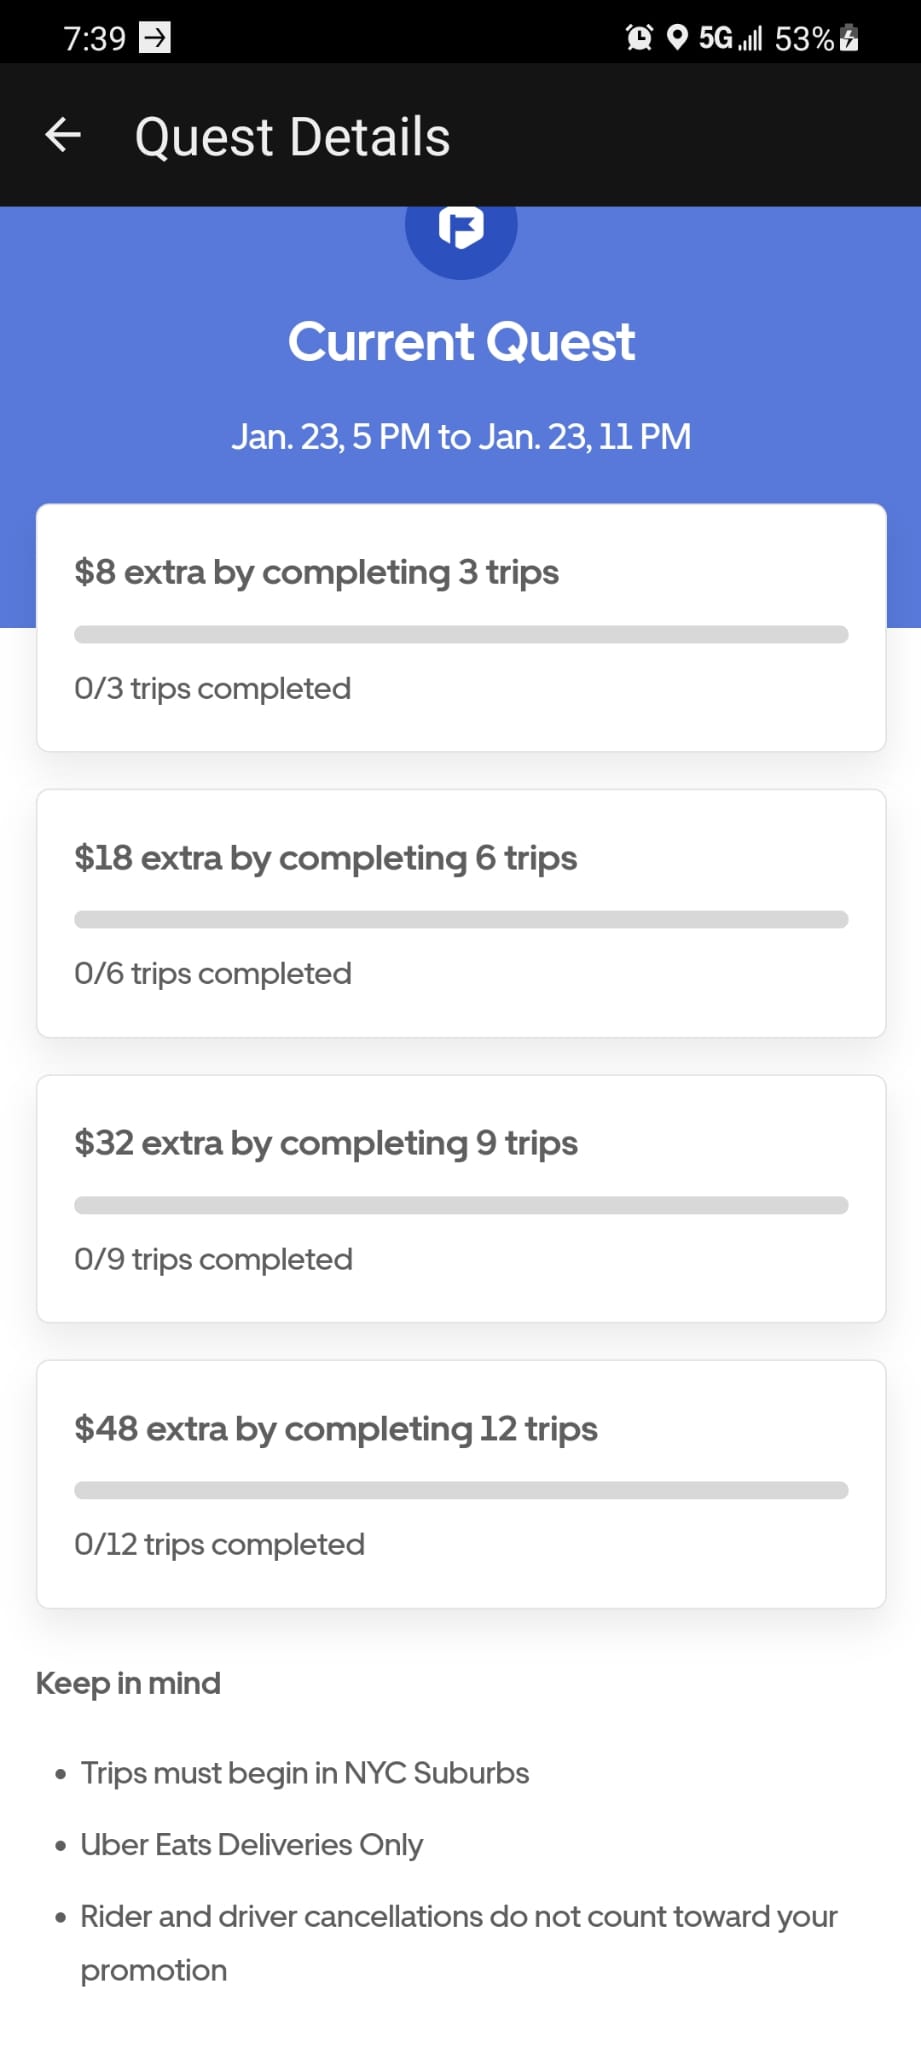 7:39
5G 53%
Quest Details
Current Quest
Jan. 23, 5 PM to Jan. 23, 11 PM
$8 extra by completing 3 trips
0/3 trips completed
$18 extra by completing 6 trips
0/6 trips completed
$32 extra by completing 9 trips
0/9 trips completed
$48 extra by completing 12 trips
0/12 trips completed
Keep in mind
• Trips must begin in NYC Suburbs
• Uber Eats Deliveries Only
• Rider and driver cancellations do not count toward your
promotion